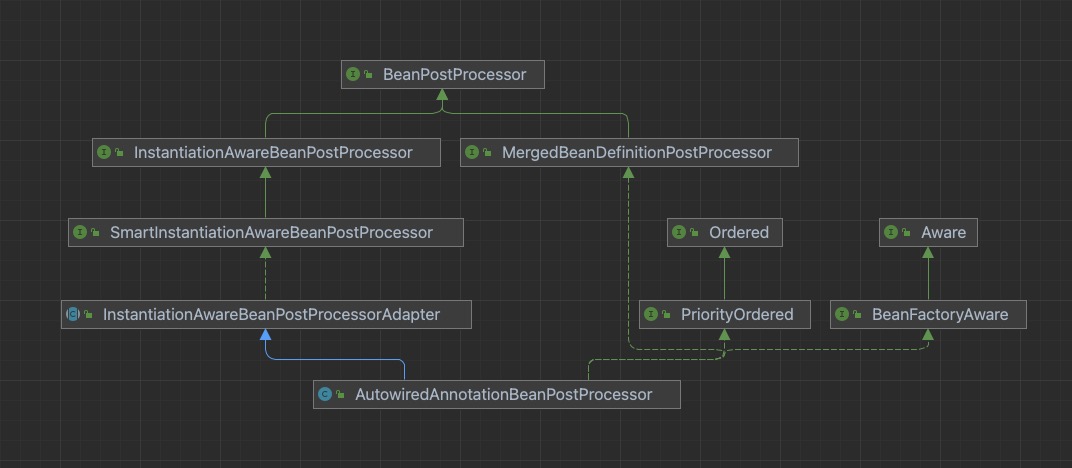 BeanPostProcessor
InstantiationAwareBeanPostProcessor
MergedBeanDefinitionPostProcessor
SmartInstantiationAwareBeanPostProcessor
Ordered
Aware
InstantiationAwareBeanPostProcessorAdapter
PriorityOrdered
BeanFactoryAware
AutowiredAnnotationBeanPostProcessor